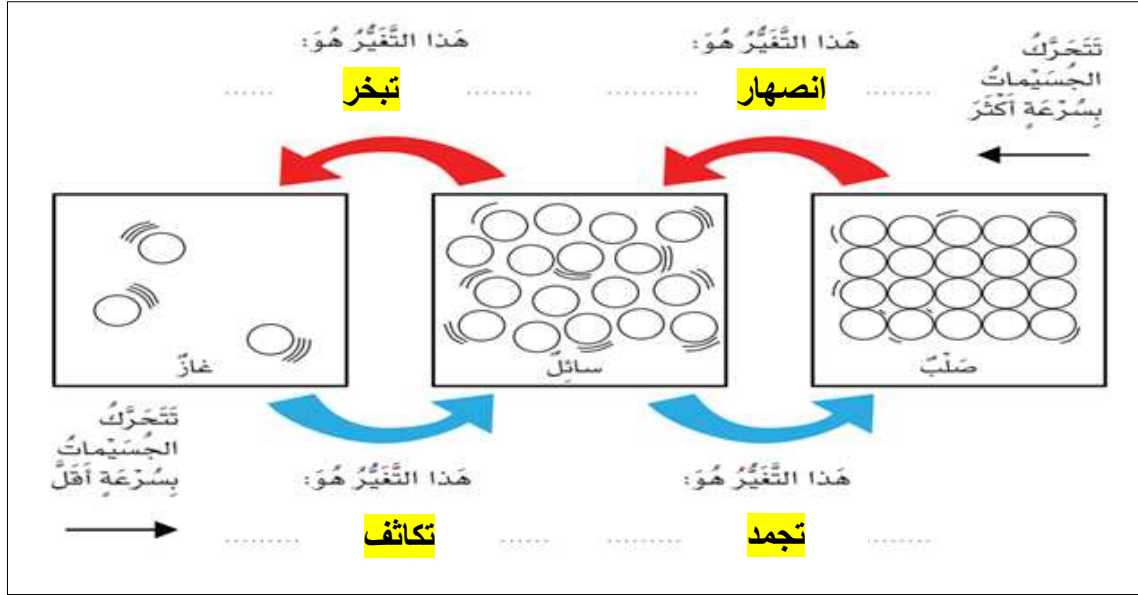 تَتَحَرَّكُ
الجُسَيْماتُ
بِسُرْعَةٍ أَكْثَرَ
هَذا التَّغَيُّرُ هُوَ:
انصهار
هَذا التَّغَيُّرُ هُوَ:
تبخر
صَلْبٌ
سائِلٌ
غازٌ
هَذا التَّغَيُّرُ هُوَ:
تجمد
هَذا التَّغَيُّرُ هُوَ:
تكاثف
تَتَحَرَّكُ
الجُسَيْماتُ
بِسُرْعَةٍ أَقَلَّ